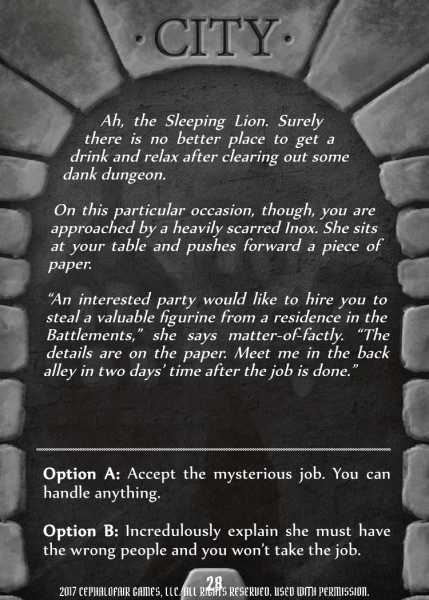 · CITY ·
Ah, the Sleeping Lion. Surely
there is no better place to get a
drink and relax after clearing out some
dank dungeon.
On this particular occasion, though, you are
approached by a heavily scarred Inox. She sits
at your table and pushes forward a piece of
paper.
“An interested party would like to hire you to
steal a valuable figurine from a residence in the
Battlements,” she says matter-of-factly. “The
details are on the paper. Meet me in the back
alley in two days’ time after the job is done.”
Option A: Accept the mysterious job. You can
handle anything.
Option B: Incredulously explain she must have
the wrong people and you won’t take the job.
28
2017 CEPHALOFAIR GAMES, LLC. ALL RIGHTS RESERVED. USED WITH PERMISSION.